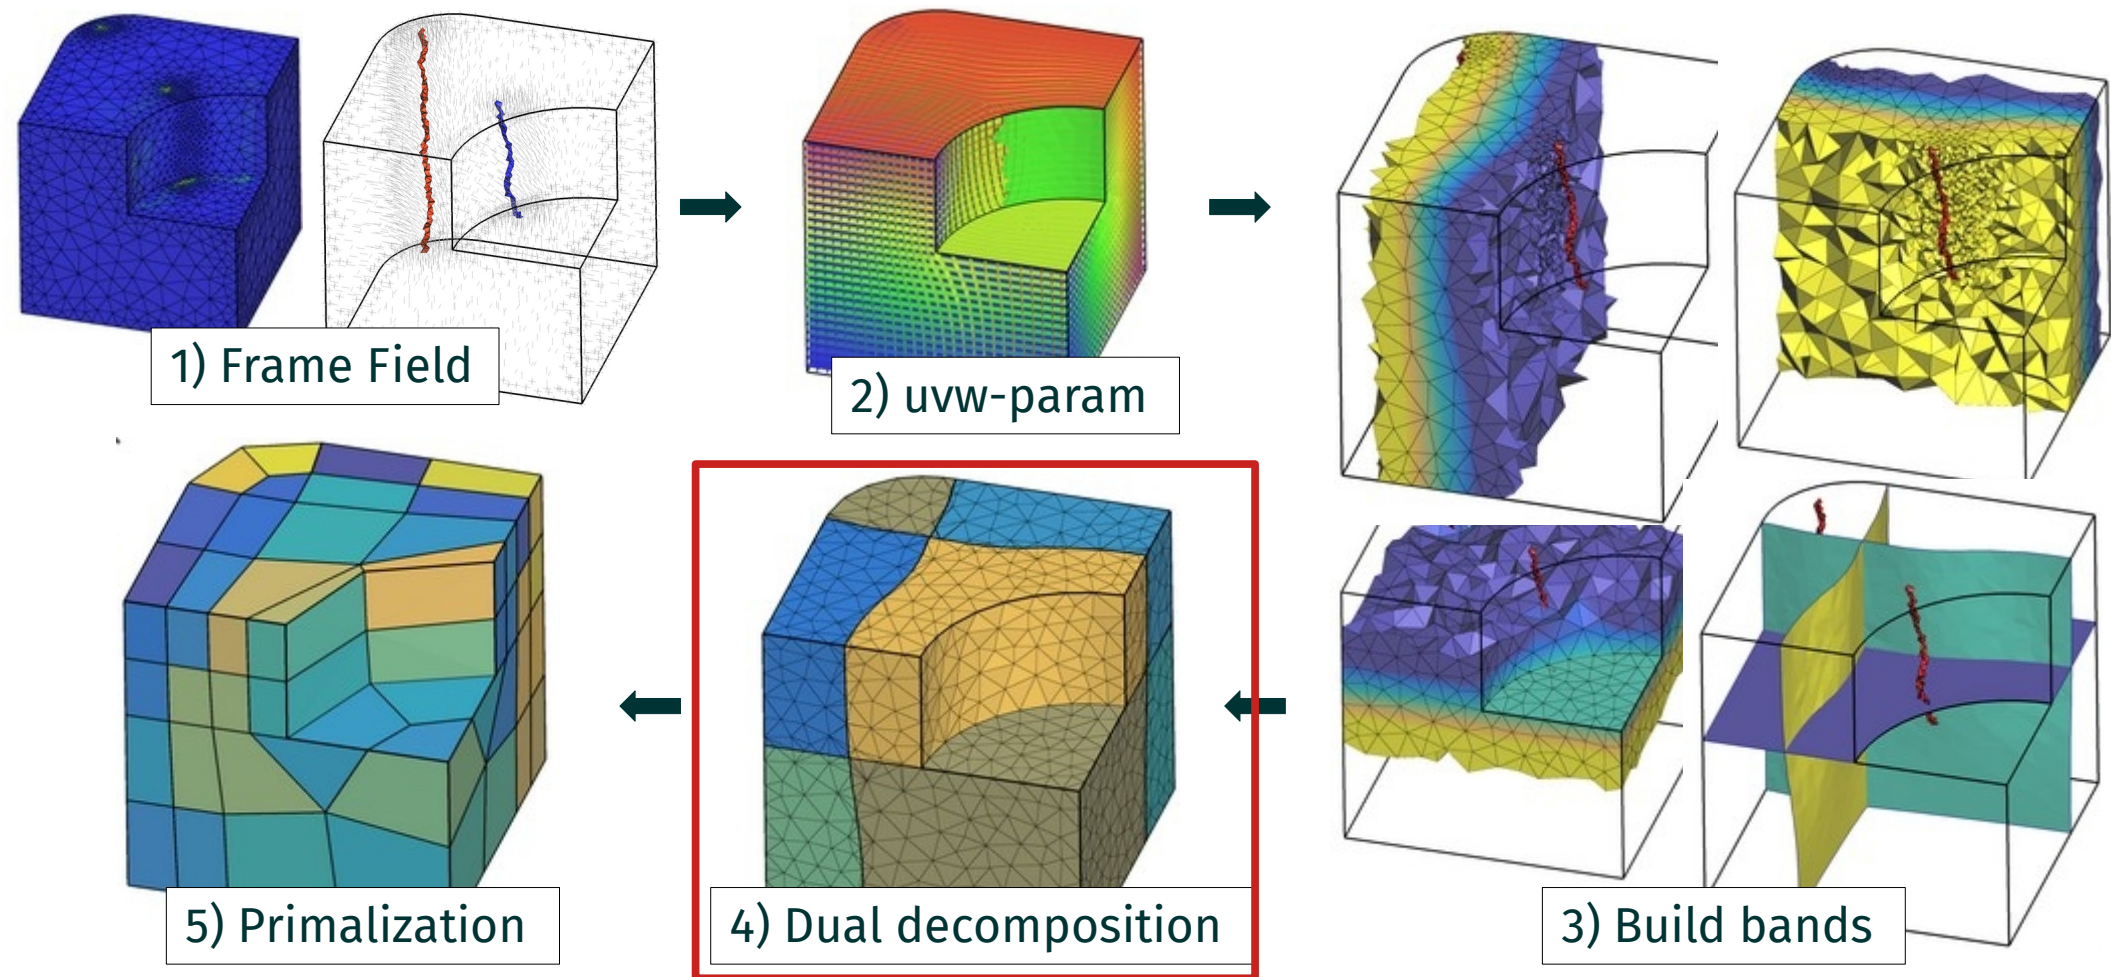 1) Frame Field
2) uvw-param
3) Build bands
4) Dual decomposition
5) Primalization